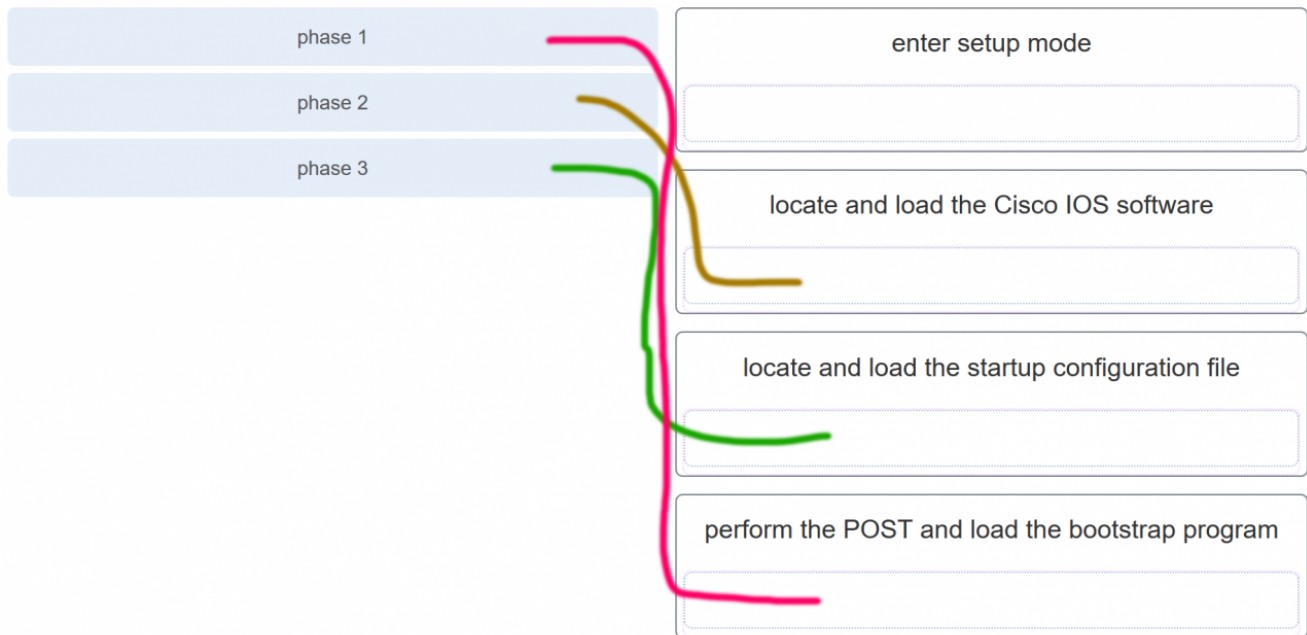 phase 1
phase 2
phase 3
enter setup mode
locate and load the Cisco IOS software
locate and load the startup configuration file
perform the POST and load the bootstrap program